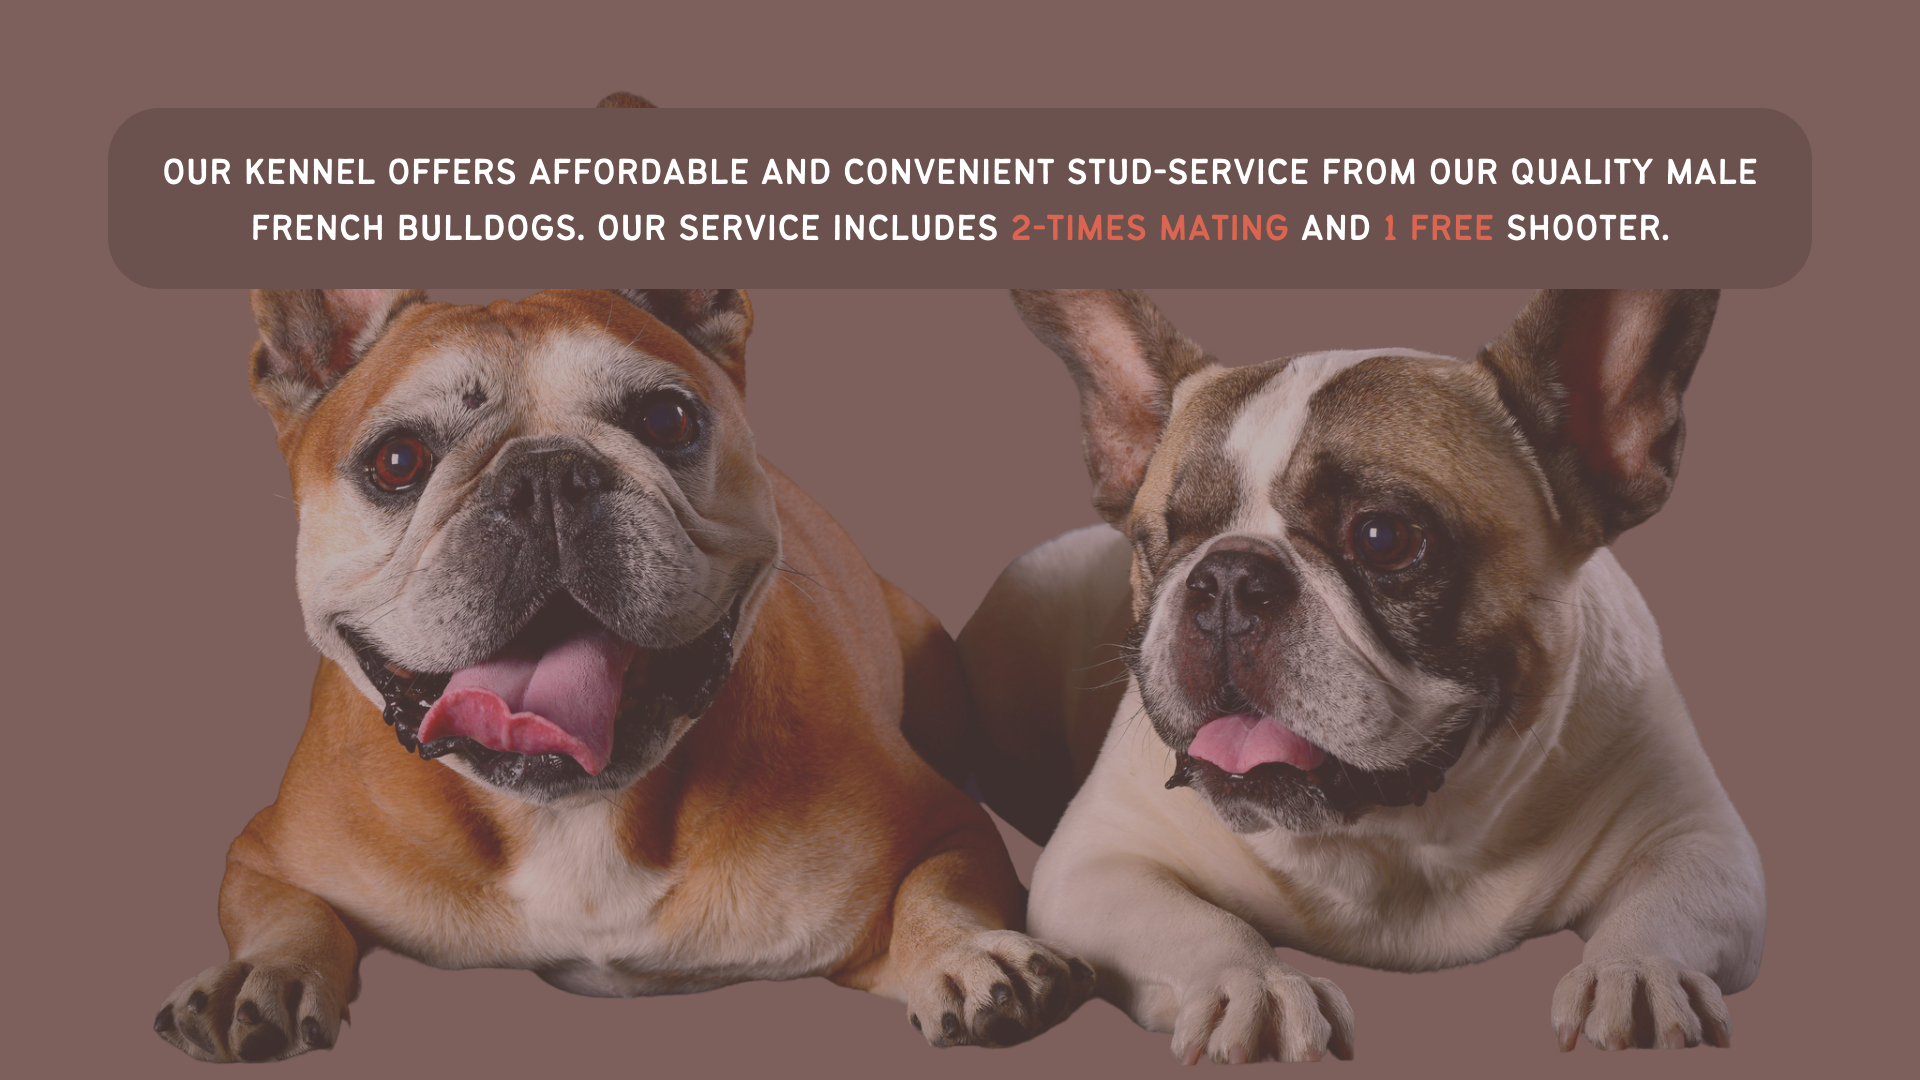 OUR KENNEL OFFERS AFFORDABLE AND CONVENIENT STUD-SERVICE FROM OUR QUALITY MALE
FRENCH BULLDOGS. OUR SERVICE INCLUDES 2-TIMES MATING AND 1 FREE SHOOTER.